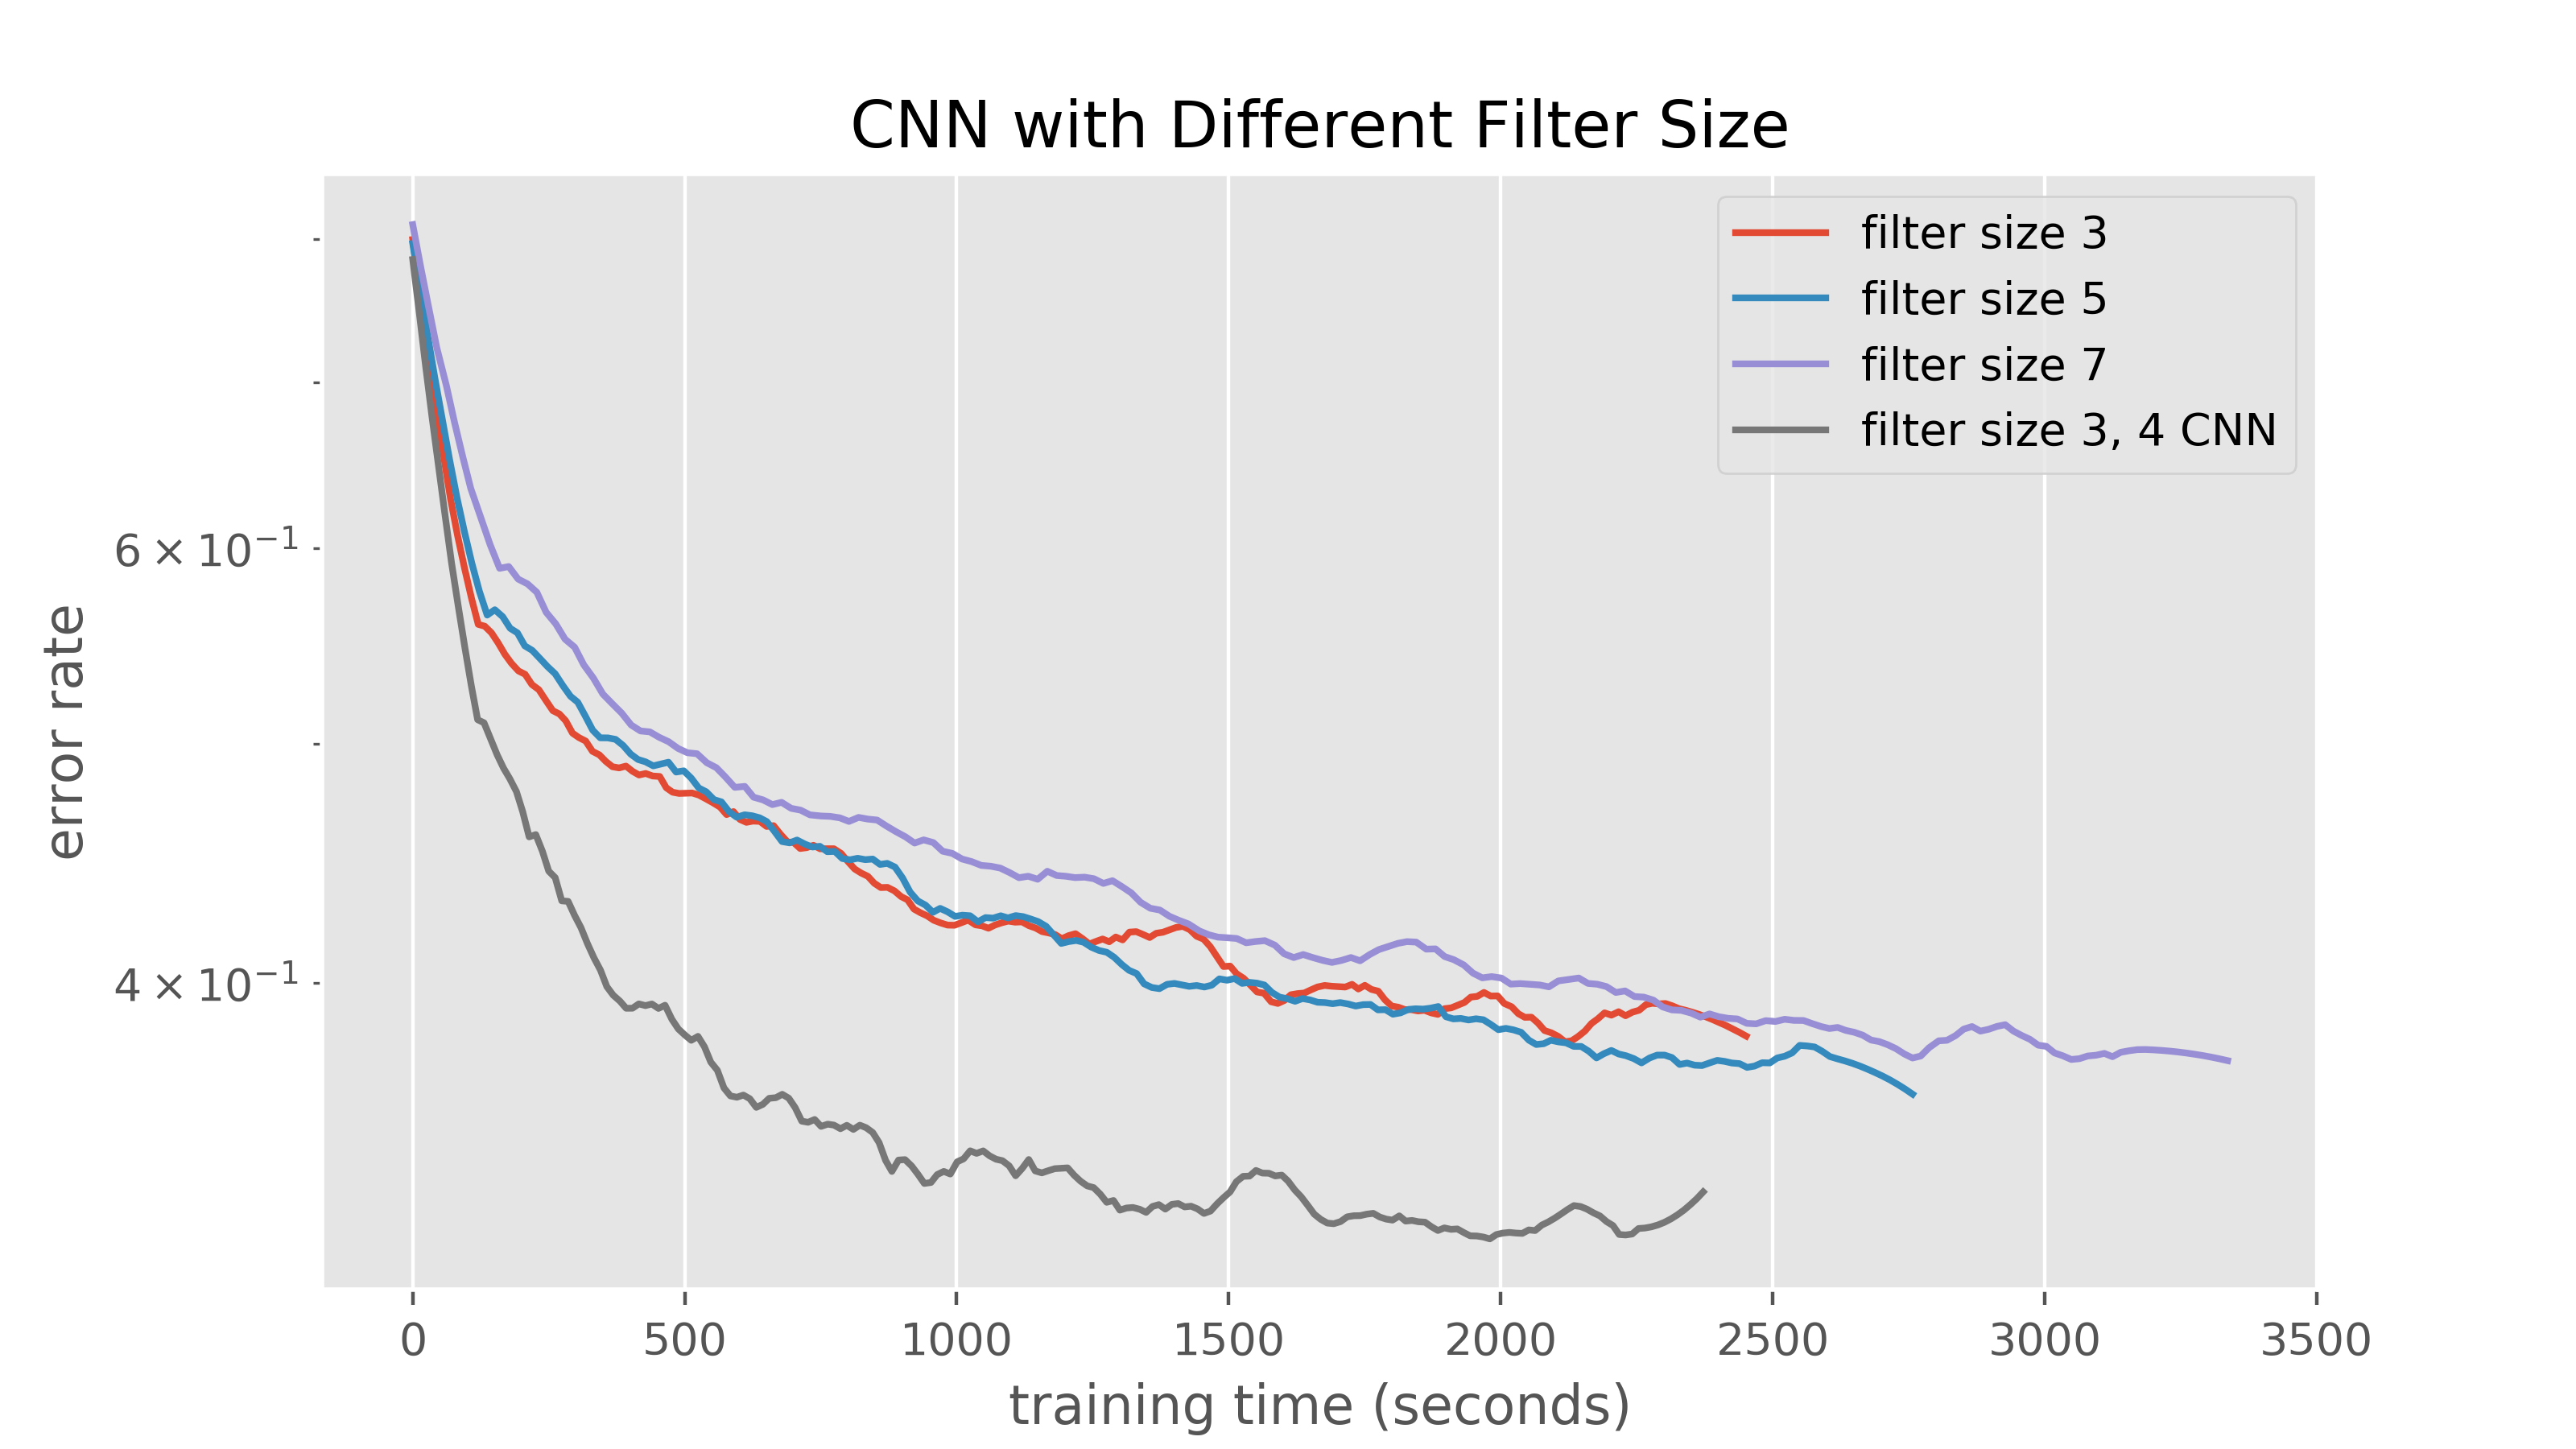 CNN with Different Filter Size
filter size 3
filter size 5
filter size 7
filter size 3, 4 CNN
6 × 10⁻¹
4 × 10⁻¹
error rate
0 500 1000 1500 2000 2500 3000 3500
training time (seconds)